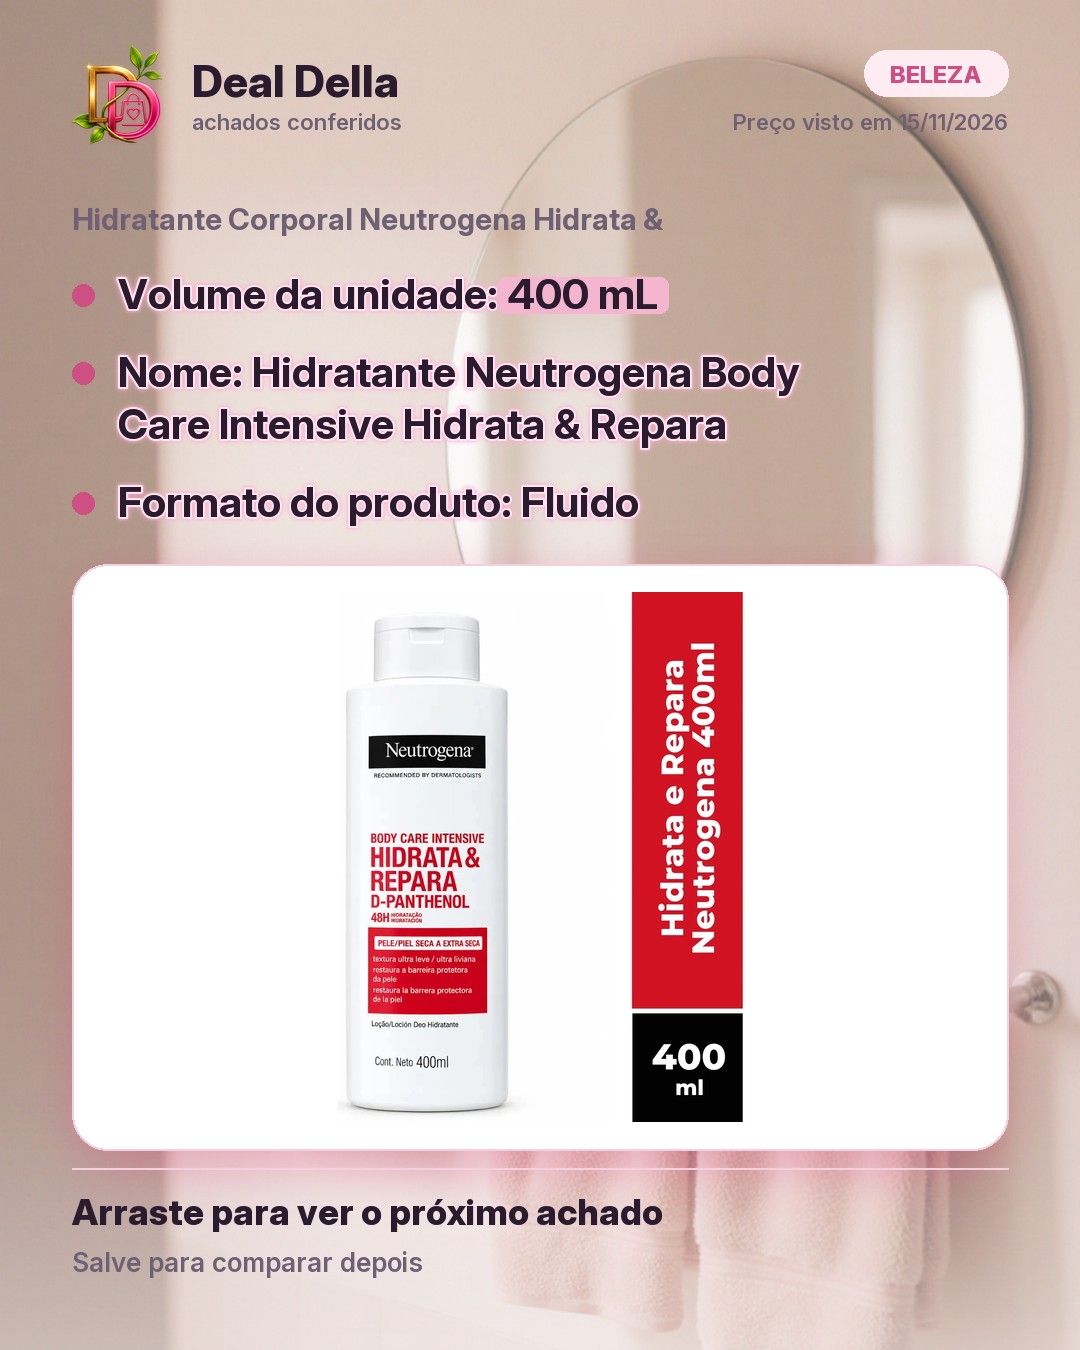 Deal Della
achados conferidos
BELEZA
Preço visto em 15/11/2026
Hidratante Corporal Neutrogena Hidrata &
Volume da unidade: 400 mL
Nome: Hidratante Neutrogena Body
Care Intensive Hidrata & Repara
Formato do produto: Fluido
Neutrogena
RECOMMENDED BY DERMATOLOGISTS
BODY CARE INTENSIVE
HIDRATA &
REPARA
D-PANTHENOL
48H HIDRATAÇÃO
HIDRATACIÓN
PELE/PIEL SECA A EXTRA SECA
textura ultra leve / ultra liviana
restaura a barreira protetora
da pele
restaura la barrera protectora
de la piel
Loção/Loción Deo Hidratante
Cont. Neto 400ml
Hidrata e Repara
Neutrogena 400ml
400
ml
Arraste para ver o próximo achado
Salve para comparar depois